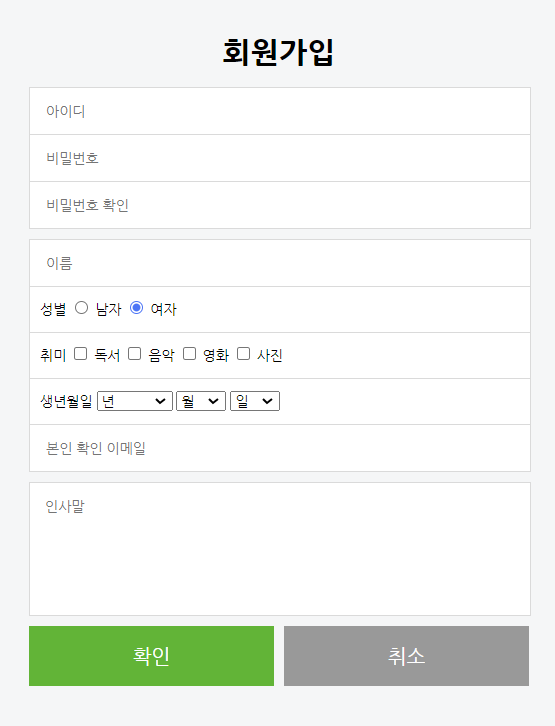 회원가입
아이디
비밀번호
비밀번호 확인
이름
성별 남자 여자
취미 독서 음악 영화 사진
생년월일 년 월 일
본인 확인 이메일
인사말
확인 취소